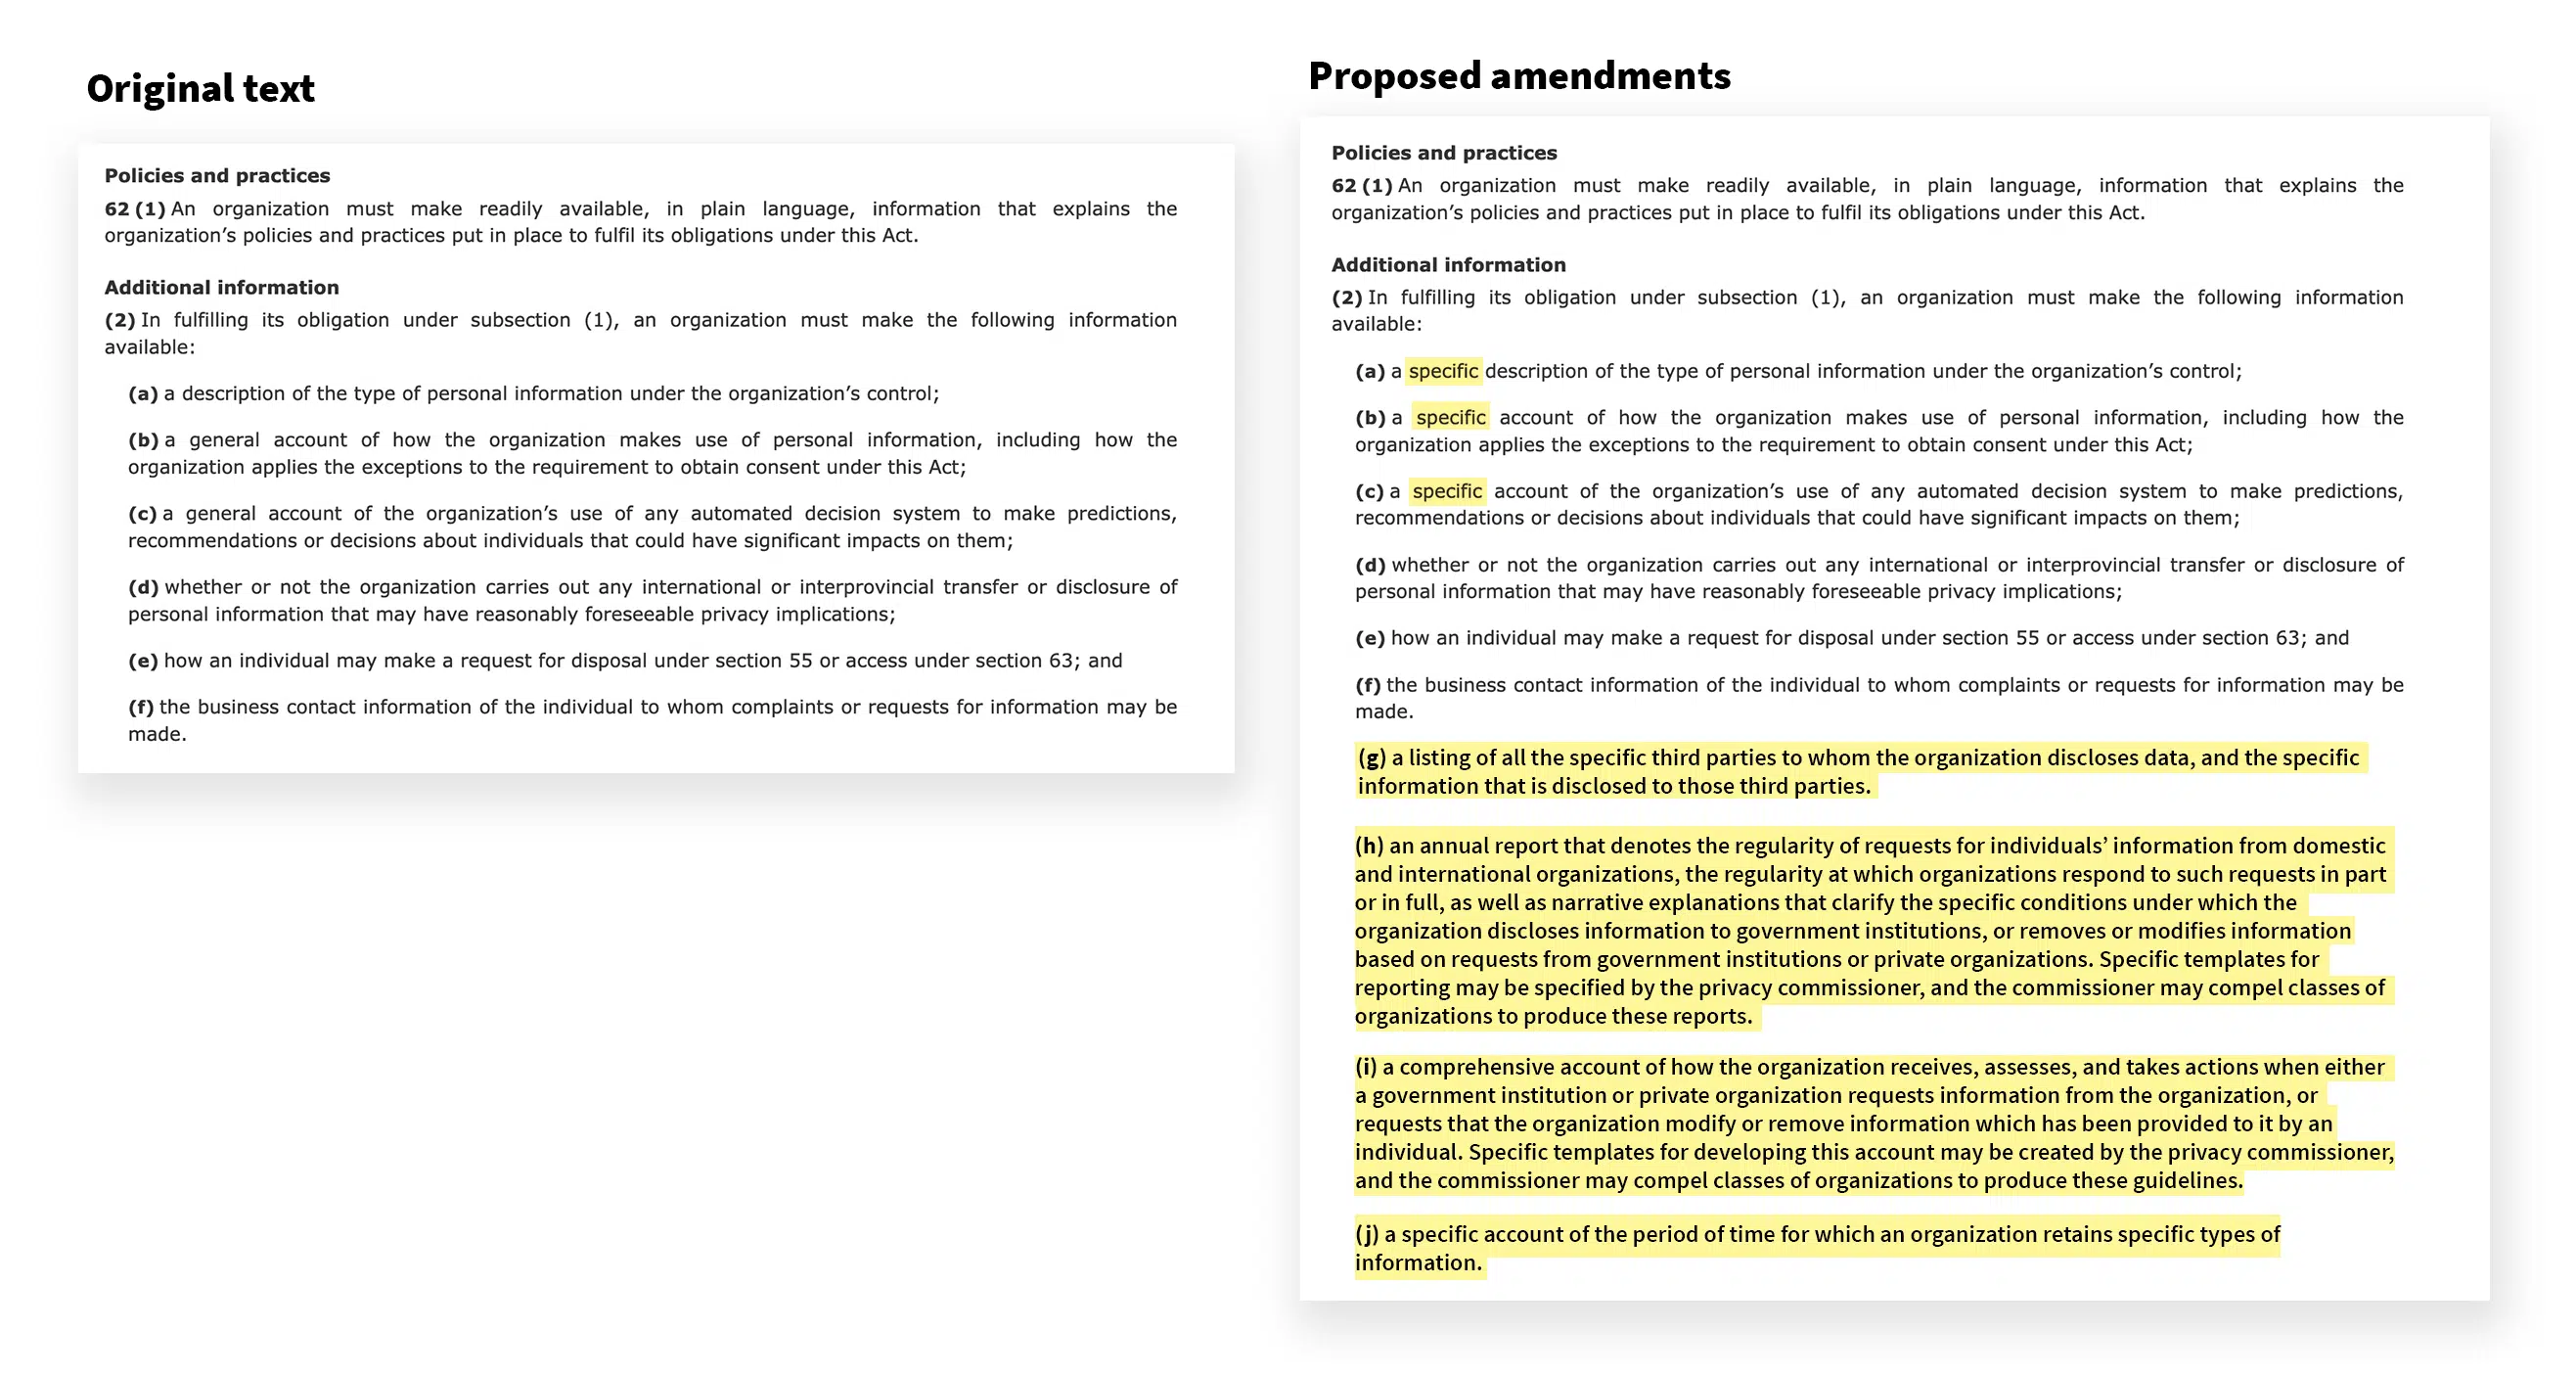 Original text
Policies and practices
62 (1) An organization must make readily available, in plain language, information that explains the
organization’s policies and practices put in place to fulfil its obligations under this Act.
Additional information
(2) In fulfilling its obligation under subsection (1), an organization must make the following information
available:
(a) a description of the type of personal information under the organization’s control;
(b) a general account of how the organization makes use of personal information, including how the
organization applies the exceptions to the requirement to obtain consent under this Act;
(c) a general account of the organization’s use of any automated decision system to make predictions,
recommendations or decisions about individuals that could have significant impacts on them;
(d) whether or not the organization carries out any international or interprovincial transfer or disclosure of
personal information that may have reasonably foreseeable privacy implications;
(e) how an individual may make a request for disposal under section 55 or access under section 63; and
(f) the business contact information of the individual to whom complaints or requests for information may be
made.
Proposed amendments
Policies and practices
62 (1) An organization must make readily available, in plain language, information that explains the
organization’s policies and practices put in place to fulfil its obligations under this Act.
Additional information
(2) In fulfilling its obligation under subsection (1), an organization must make the following information
available:
(a) a specific description of the type of personal information under the organization’s control;
(b) a specific account of how the organization makes use of personal information, including how the
organization applies the exceptions to the requirement to obtain consent under this Act;
(c) a specific account of the organization’s use of any automated decision system to make predictions,
recommendations or decisions about individuals that could have significant impacts on them;
(d) whether or not the organization carries out any international or interprovincial transfer or disclosure of
personal information that may have reasonably foreseeable privacy implications;
(e) how an individual may make a request for disposal under section 55 or access under section 63; and
(f) the business contact information of the individual to whom complaints or requests for information may be
made.
(g) a listing of all the specific third parties to whom the organization discloses data, and the specific
information that is disclosed to those third parties.
(h) an annual report that denotes the regularity of requests for individuals’ information from domestic
and international organizations, the regularity at which organizations respond to such requests in part
or in full, as well as narrative explanations that clarify the specific conditions under which the
organization discloses information to government institutions, or removes or modifies information
based on requests from government institutions or private organizations. Specific templates for
reporting may be specified by the privacy commissioner, and the commissioner may compel classes of
organizations to produce these reports.
(i) a comprehensive account of how the organization receives, assesses, and takes actions when either
a government institution or private organization requests information from the organization, or
requests that the organization modify or remove information which has been provided to it by an
individual. Specific templates for developing this account may be created by the privacy commissioner,
and the commissioner may compel classes of organizations to produce these guidelines.
(j) a specific account of the period of time for which an organization retains specific types of
information.